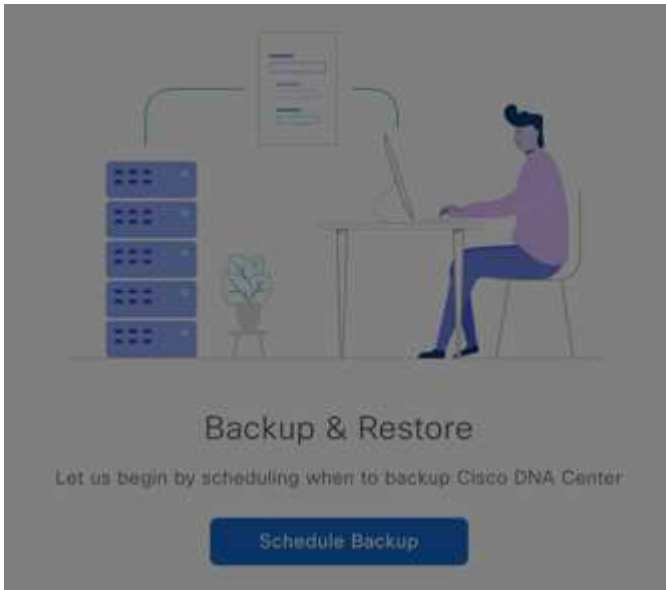 Backup & Restore
Let us begin by scheduling when to backup Cisco DNA Center
Schedule Backup